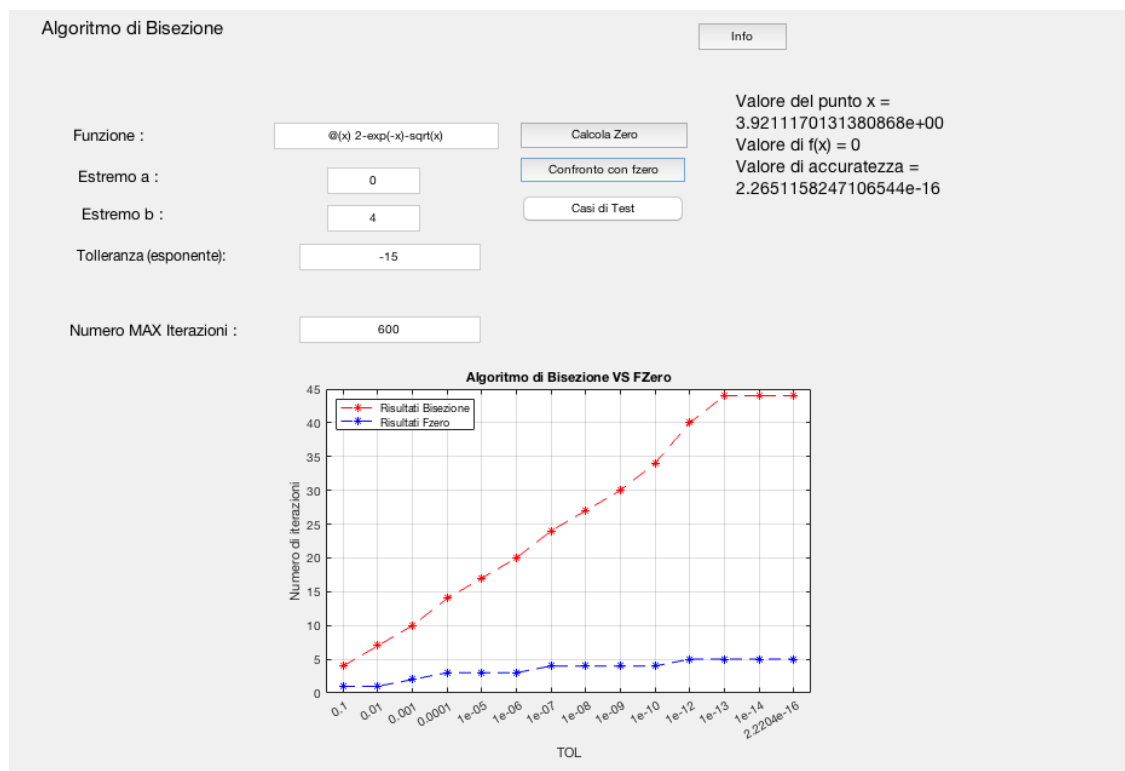 Algoritmo di Bisezione
Info
Funzione :
@(x) 2-exp(-x)-sqrt(x)
Calcola Zero
Estremo a :
0
Confronto con fzero
Estremo b :
4
Casi di Test
Tolleranza (esponente):
-15
Numero MAX Iterazioni :
600
Valore del punto x =
3.9211170131380868e+00
Valore di f(x) = 0
Valore di accuratezza =
2.2651158247106544e-16
Algoritmo di Bisezione VS FZero
Risultati Bisezione
Risultati Fzero
Numero di iterazioni
45
40
35
30
25
20
15
10
5
0
0.1
0.01
0.001
0.0001
1e-05
1e-06
1e-07
1e-08
1e-09
1e-10
1e-12
1e-13
1e-14
2.2204e-16
TOL